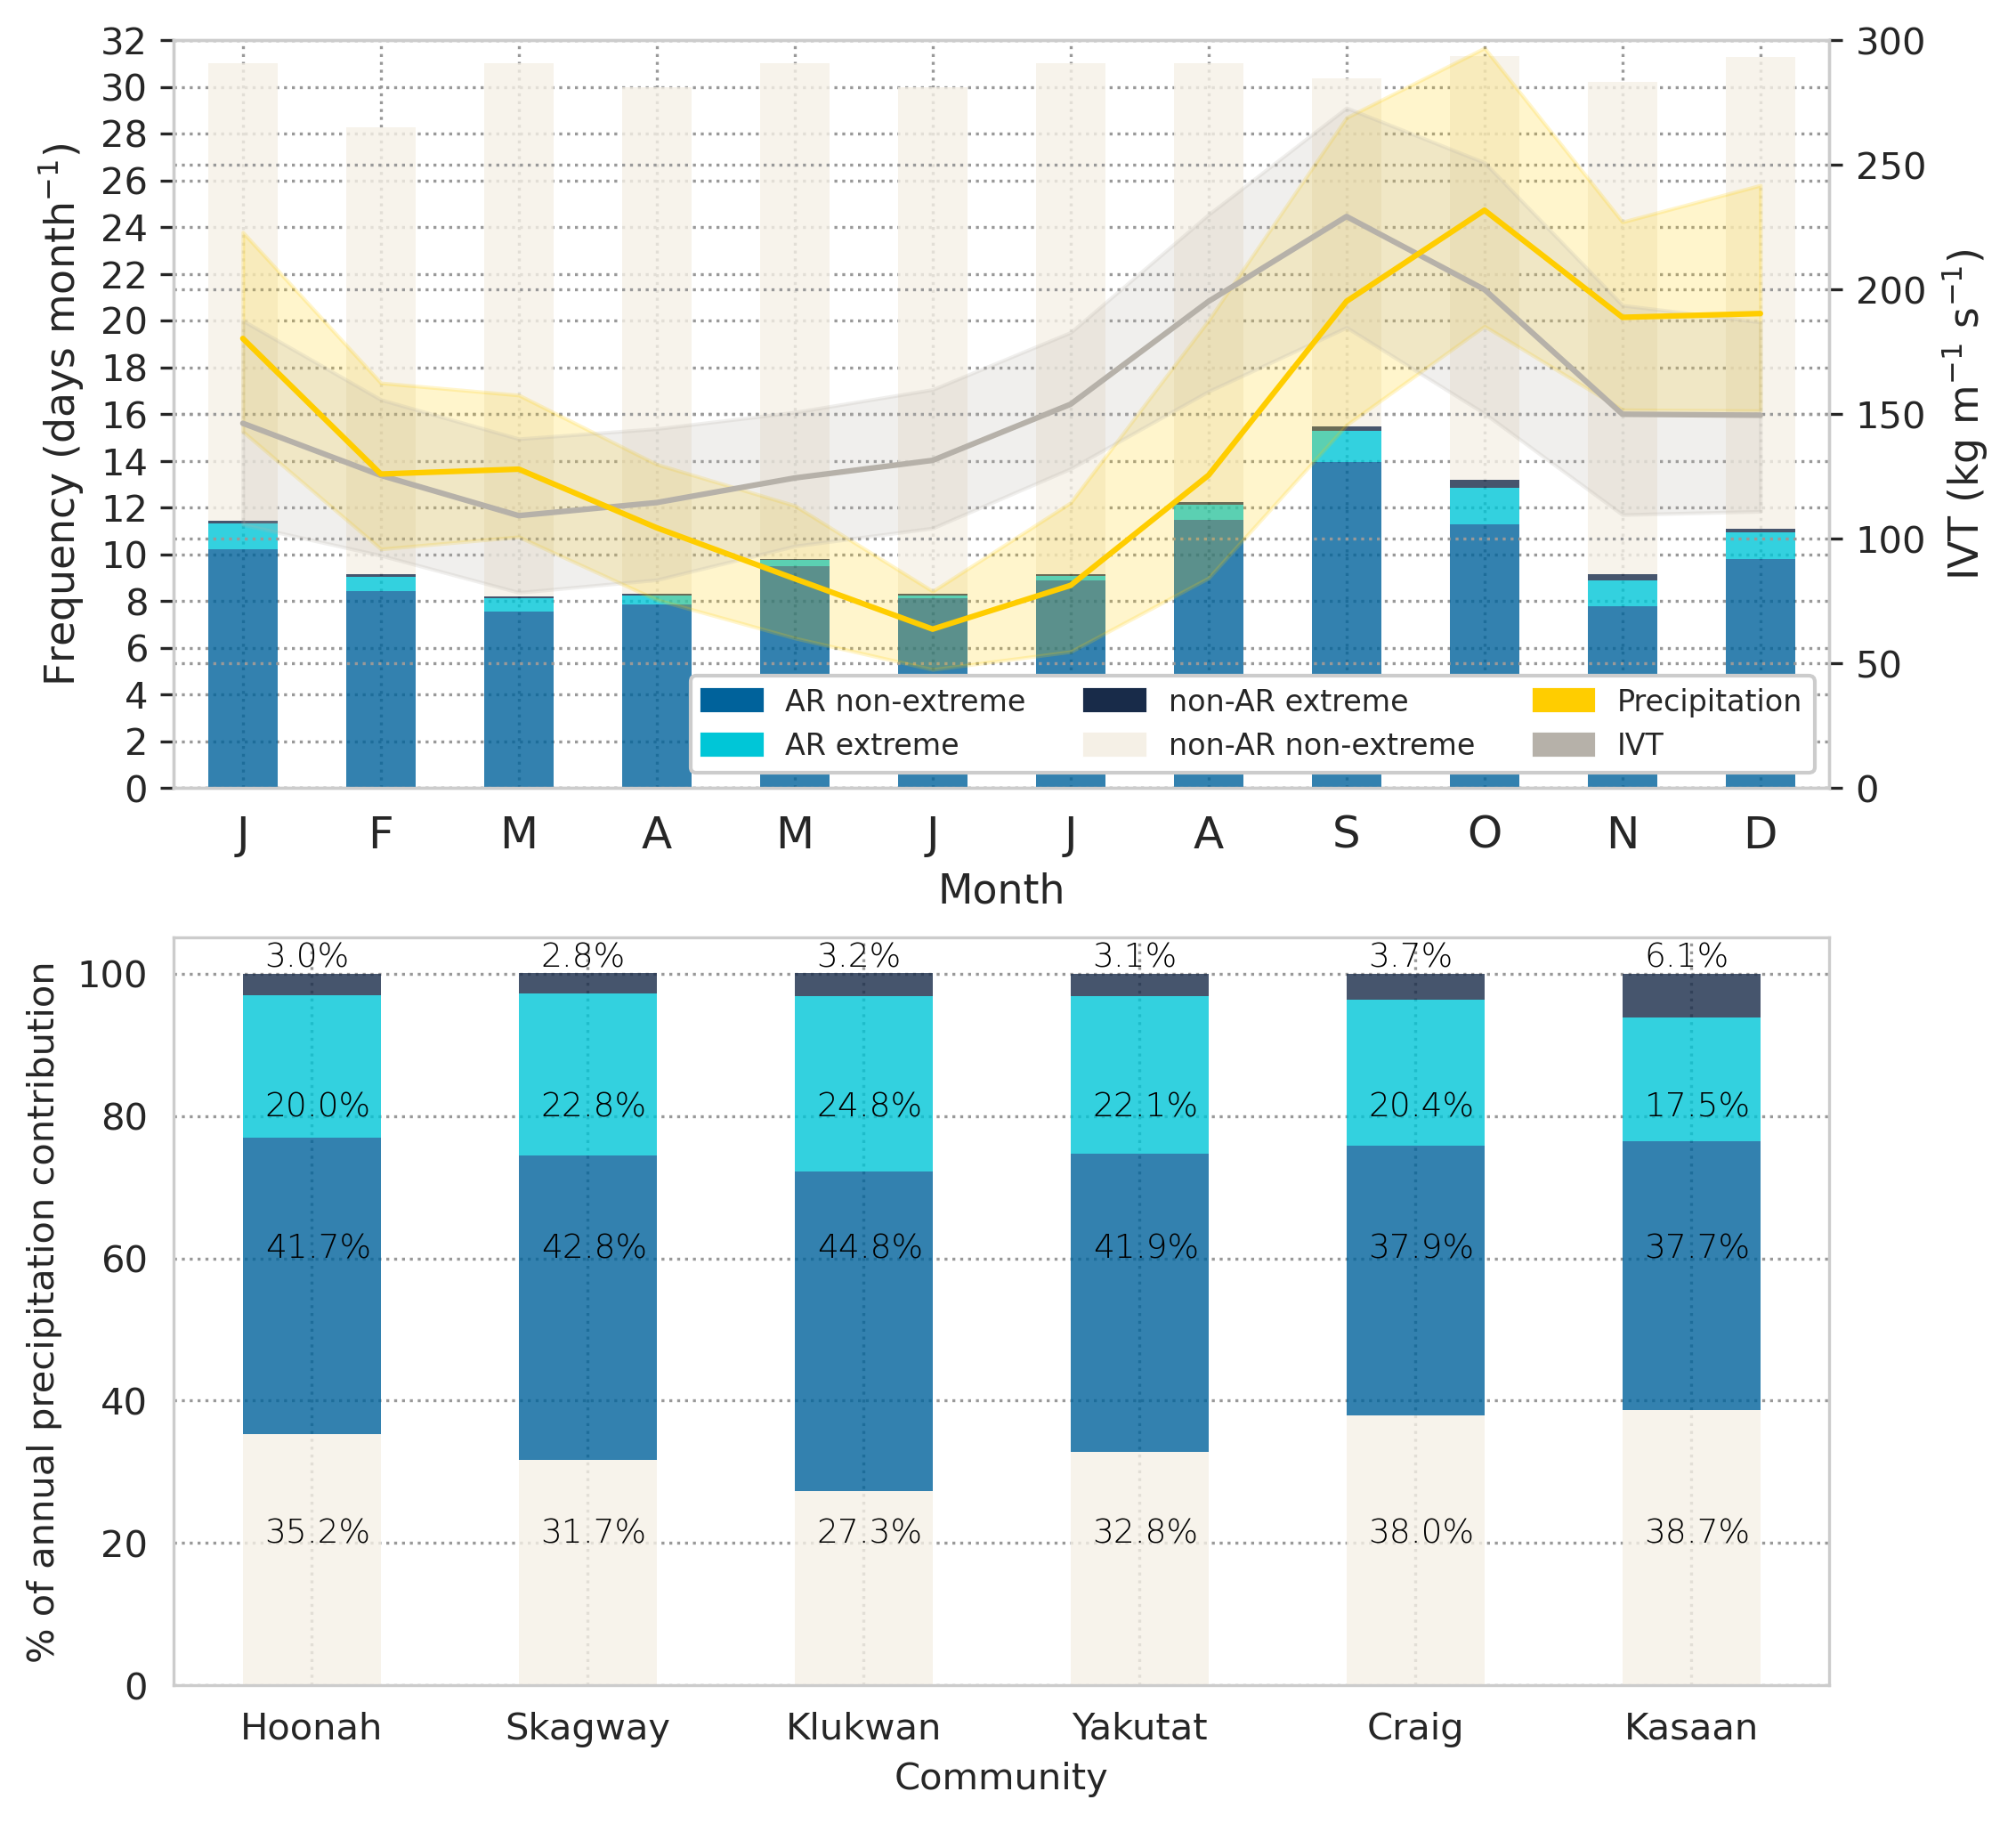 32
30
28
26
24
22
20
18
16
14
12
10
8
6
4
2
0
Frequency (days month⁻¹)
300
250
200
150
100
50
0
IVT (kg m⁻¹ s⁻¹)
AR non-extreme
AR extreme
non-AR extreme
non-AR non-extreme
Precipitation
IVT
J F M A M J J A S O N D
Month
% of annual precipitation contribution
100
80
60
40
20
0
3.0% 2.8% 3.2% 3.1% 3.7% 6.1%
20.0% 22.8% 24.8% 22.1% 20.4% 17.5%
41.7% 42.8% 44.8% 41.9% 37.9% 37.7%
35.2% 31.7% 27.3% 32.8% 38.0% 38.7%
Hoonah Skagway Klukwan Yakutat Craig Kasaan
Community